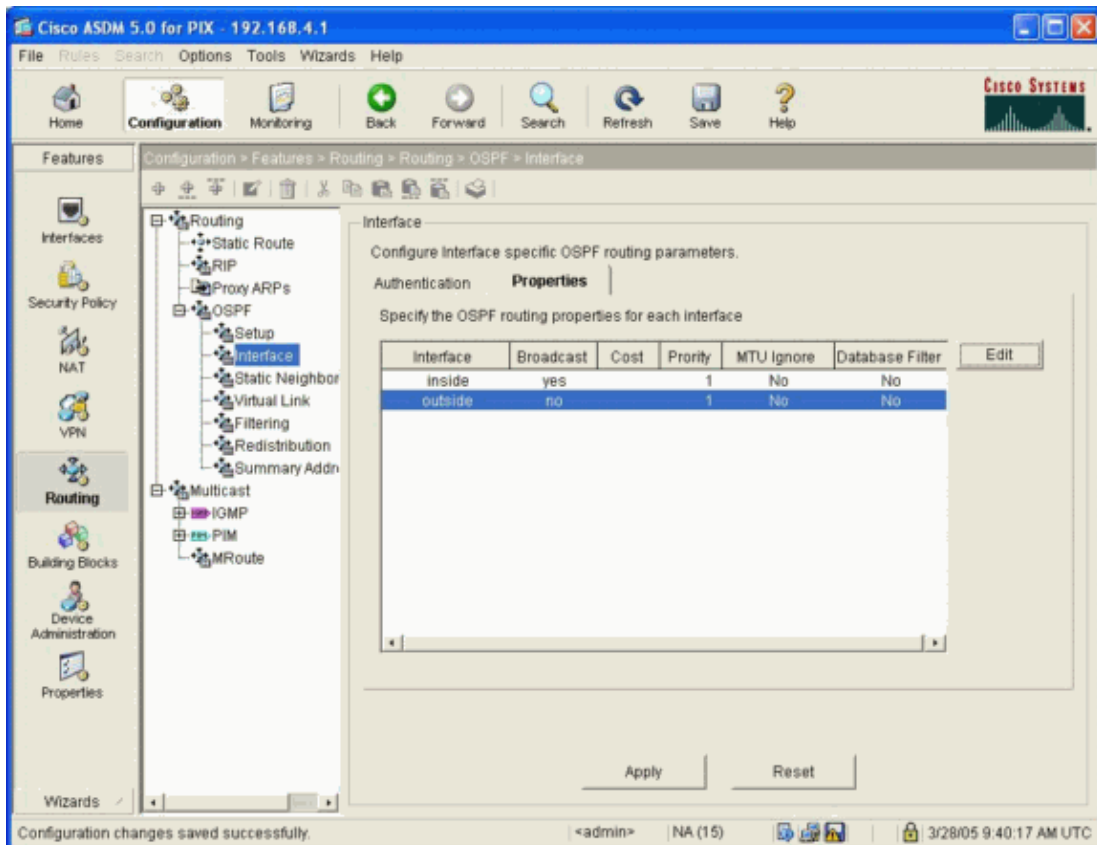 Cisco ASDM 5.0 for PIX - 192.168.4.1
File Rules Search Options Tools Wizards Help
Home Configuration Monitoring Back Forward Search Refresh Save Help
CISCO SYSTEMS
Features
Configuration > Features > Routing > Routing > OSPF > Interface
Interfaces
Security Policy
NAT
VPN
Routing
Building Blocks
Device Administration
Properties
Wizards
Routing
Static Route
RIP
Proxy ARPs
OSPF
Setup
Interface
Static Neighbor
Virtual Link
Filtering
Redistribution
Summary Addr
Multicast
IGMP
PIM
MRoute
Interface
Configure Interface specific OSPF routing parameters.
Authentication Properties
Specify the OSPF routing properties for each interface
Interface Broadcast Cost Prority MTU Ignore Database Filter
inside yes 1 No No
outside no 1 No No
Edit
Apply Reset
Configuration changes saved successfully.
<admin> NA (15) 3/28/05 9:40:17 AM UTC